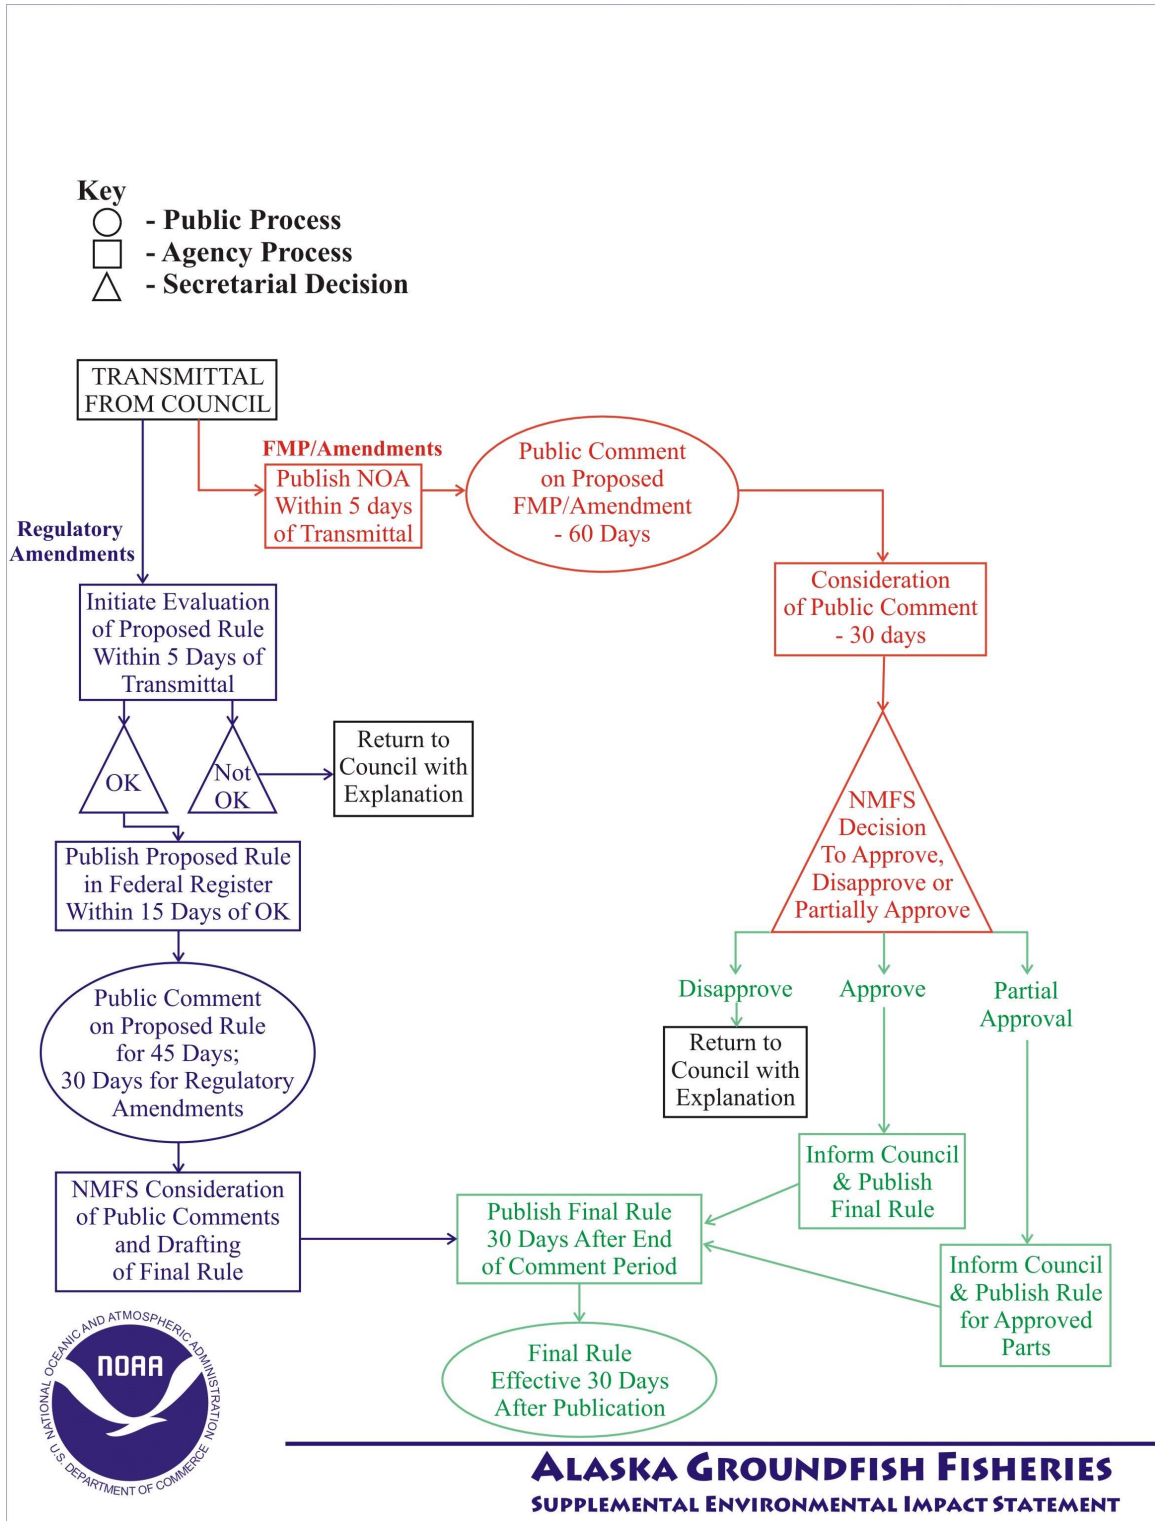 Key
- Public Process
- Agency Process
- Secretarial Decision
TRANSMITTAL
FROM COUNCIL
FMP/Amendments
Publish NOA
Within 5 days
of Transmittal
Public Comment
on Proposed
FMP/Amendment
- 60 Days
Regulatory
Amendments
Consideration
of Public Comment
- 30 days
Initiate Evaluation
of Proposed Rule
Within 5 Days of
Transmittal
OK
Not
OK
Return to
Council with
Explanation
NMFS
Decision
To Approve,
Disapprove or
Partially Approve
Publish Proposed Rule
in Federal Register
Within 15 Days of OK
Public Comment
on Proposed Rule
for 45 Days;
30 Days for Regulatory
Amendments
Disapprove
Approve
Partial
Approval
Return to
Council with
Explanation
Inform Council
& Publish
Final Rule
Inform Council
& Publish Rule
for Approved
Parts
NMFS Consideration
of Public Comments
and Drafting
of Final Rule
Publish Final Rule
30 Days After End
of Comment Period
Final Rule
Effective 30 Days
After Publication
NATIONAL OCEANIC AND ATMOSPHERIC ADMINISTRATION
NOAA
U.S. DEPARTMENT OF COMMERCE
ALASKA GROUNDFISH FISHERIES
SUPPLEMENTAL ENVIRONMENTAL IMPACT STATEMENT